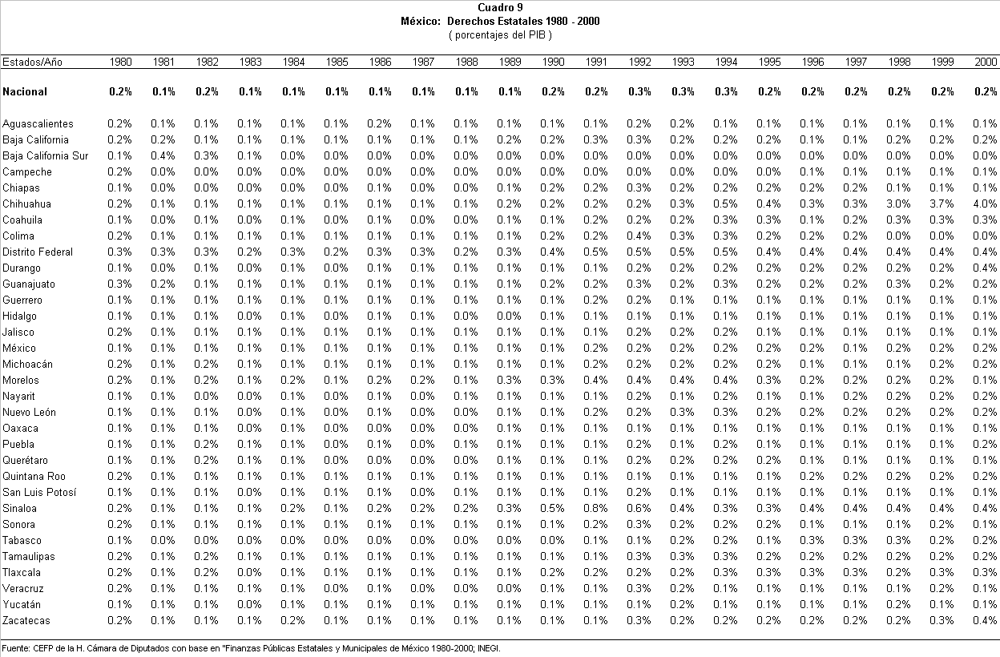 Cuadro 9
México: Derechos Estatales 1980 - 2000
( porcentajes del PIB )
Estados/Año 1980 1981 1982 1983 1984 1985 1986 1987 1988 1989 1990 1991 1992 1993 1994 1995 1996 1997 1998 1999 2000
Nacional 0.2% 0.1% 0.2% 0.1% 0.1% 0.1% 0.1% 0.1% 0.1% 0.1% 0.2% 0.2% 0.3% 0.3% 0.3% 0.2% 0.2% 0.2% 0.2% 0.2% 0.2%
Aguascalientes 0.2% 0.1% 0.1% 0.1% 0.1% 0.1% 0.2% 0.1% 0.1% 0.1% 0.1% 0.1% 0.2% 0.2% 0.1% 0.1% 0.1% 0.1% 0.1% 0.1% 0.1%
Baja California 0.2% 0.2% 0.1% 0.1% 0.1% 0.1% 0.1% 0.1% 0.1% 0.2% 0.2% 0.3% 0.3% 0.2% 0.2% 0.2% 0.1% 0.1% 0.2% 0.2% 0.2%
Baja California Sur 0.1% 0.4% 0.3% 0.1% 0.0% 0.0% 0.0% 0.0% 0.0% 0.0% 0.0% 0.0% 0.0% 0.0% 0.0% 0.0% 0.0% 0.0% 0.0% 0.0% 0.0%
Campeche 0.2% 0.0% 0.0% 0.0% 0.0% 0.0% 0.0% 0.0% 0.0% 0.0% 0.0% 0.0% 0.0% 0.0% 0.0% 0.0% 0.1% 0.1% 0.1% 0.1% 0.1%
Chiapas 0.1% 0.0% 0.0% 0.0% 0.0% 0.0% 0.1% 0.0% 0.0% 0.1% 0.2% 0.2% 0.3% 0.2% 0.2% 0.2% 0.2% 0.2% 0.1% 0.1% 0.1%
Chihuahua 0.2% 0.1% 0.1% 0.1% 0.1% 0.1% 0.1% 0.1% 0.1% 0.2% 0.2% 0.2% 0.2% 0.3% 0.5% 0.4% 0.3% 0.3% 3.0% 3.7% 4.0%
Coahuila 0.1% 0.0% 0.1% 0.0% 0.1% 0.0% 0.1% 0.0% 0.0% 0.1% 0.1% 0.2% 0.2% 0.2% 0.3% 0.3% 0.1% 0.2% 0.3% 0.3% 0.3%
Colima 0.2% 0.1% 0.1% 0.1% 0.1% 0.1% 0.1% 0.1% 0.1% 0.1% 0.2% 0.2% 0.4% 0.3% 0.3% 0.2% 0.2% 0.2% 0.0% 0.0% 0.0%
Distrito Federal 0.3% 0.3% 0.3% 0.2% 0.3% 0.2% 0.3% 0.3% 0.2% 0.3% 0.4% 0.5% 0.5% 0.5% 0.5% 0.4% 0.4% 0.4% 0.4% 0.4% 0.4%
Durango 0.1% 0.0% 0.1% 0.0% 0.1% 0.0% 0.1% 0.1% 0.1% 0.1% 0.1% 0.1% 0.2% 0.2% 0.2% 0.2% 0.2% 0.2% 0.2% 0.2% 0.4%
Guanajuato 0.3% 0.2% 0.1% 0.1% 0.1% 0.1% 0.1% 0.1% 0.1% 0.1% 0.2% 0.2% 0.3% 0.2% 0.3% 0.2% 0.2% 0.2% 0.3% 0.2% 0.2%
Guerrero 0.1% 0.1% 0.1% 0.1% 0.1% 0.1% 0.1% 0.1% 0.1% 0.1% 0.1% 0.2% 0.2% 0.1% 0.1% 0.1% 0.1% 0.1% 0.1% 0.1% 0.1%
Hidalgo 0.1% 0.1% 0.1% 0.0% 0.1% 0.0% 0.1% 0.1% 0.0% 0.0% 0.1% 0.1% 0.1% 0.1% 0.1% 0.1% 0.1% 0.1% 0.1% 0.1% 0.1%
Jalisco 0.2% 0.1% 0.1% 0.1% 0.1% 0.1% 0.1% 0.1% 0.1% 0.1% 0.1% 0.1% 0.2% 0.2% 0.2% 0.1% 0.1% 0.1% 0.1% 0.1% 0.1%
México 0.1% 0.1% 0.1% 0.1% 0.1% 0.1% 0.1% 0.1% 0.1% 0.1% 0.1% 0.2% 0.2% 0.2% 0.2% 0.2% 0.2% 0.1% 0.2% 0.2% 0.2%
Michoacán 0.2% 0.1% 0.2% 0.1% 0.1% 0.1% 0.1% 0.1% 0.1% 0.1% 0.1% 0.2% 0.2% 0.2% 0.2% 0.2% 0.1% 0.1% 0.1% 0.2% 0.2%
Morelos 0.2% 0.1% 0.2% 0.1% 0.2% 0.1% 0.2% 0.2% 0.1% 0.3% 0.3% 0.4% 0.4% 0.4% 0.4% 0.3% 0.2% 0.2% 0.2% 0.2% 0.1%
Nayarit 0.1% 0.1% 0.0% 0.0% 0.1% 0.0% 0.1% 0.0% 0.1% 0.1% 0.1% 0.1% 0.2% 0.1% 0.2% 0.1% 0.1% 0.2% 0.2% 0.2% 0.2%
Nuevo León 0.1% 0.1% 0.1% 0.0% 0.1% 0.0% 0.1% 0.0% 0.0% 0.1% 0.1% 0.2% 0.2% 0.3% 0.3% 0.2% 0.2% 0.2% 0.2% 0.2% 0.2%
Oaxaca 0.1% 0.1% 0.1% 0.0% 0.1% 0.0% 0.0% 0.0% 0.0% 0.1% 0.1% 0.1% 0.1% 0.1% 0.1% 0.1% 0.1% 0.1% 0.1% 0.1% 0.1%
Puebla 0.1% 0.1% 0.2% 0.1% 0.1% 0.0% 0.1% 0.0% 0.1% 0.1% 0.1% 0.1% 0.2% 0.1% 0.2% 0.1% 0.1% 0.1% 0.1% 0.1% 0.2%
Querétaro 0.1% 0.1% 0.2% 0.1% 0.1% 0.0% 0.0% 0.0% 0.0% 0.1% 0.1% 0.1% 0.2% 0.2% 0.2% 0.2% 0.1% 0.1% 0.1% 0.1% 0.1%
Quintana Roo 0.2% 0.1% 0.1% 0.1% 0.1% 0.1% 0.1% 0.1% 0.1% 0.1% 0.1% 0.1% 0.1% 0.1% 0.1% 0.1% 0.2% 0.2% 0.2% 0.2% 0.2%
San Luis Potosí 0.1% 0.1% 0.1% 0.0% 0.1% 0.1% 0.1% 0.0% 0.1% 0.1% 0.1% 0.1% 0.2% 0.1% 0.1% 0.1% 0.1% 0.1% 0.1% 0.1% 0.1%
Sinaloa 0.2% 0.1% 0.1% 0.1% 0.2% 0.1% 0.2% 0.2% 0.2% 0.3% 0.5% 0.8% 0.6% 0.4% 0.3% 0.3% 0.4% 0.4% 0.4% 0.4% 0.4%
Sonora 0.2% 0.1% 0.1% 0.1% 0.1% 0.1% 0.1% 0.1% 0.1% 0.1% 0.1% 0.2% 0.3% 0.2% 0.2% 0.2% 0.1% 0.1% 0.1% 0.2% 0.1%
Tabasco 0.1% 0.0% 0.0% 0.0% 0.0% 0.0% 0.0% 0.0% 0.0% 0.0% 0.0% 0.1% 0.1% 0.2% 0.2% 0.1% 0.3% 0.3% 0.3% 0.2% 0.2%
Tamaulipas 0.2% 0.1% 0.2% 0.1% 0.1% 0.1% 0.1% 0.1% 0.1% 0.1% 0.1% 0.1% 0.3% 0.3% 0.3% 0.2% 0.2% 0.2% 0.2% 0.2% 0.2%
Tlaxcala 0.2% 0.1% 0.2% 0.0% 0.1% 0.1% 0.1% 0.1% 0.1% 0.1% 0.2% 0.2% 0.2% 0.2% 0.3% 0.3% 0.3% 0.3% 0.2% 0.3% 0.3%
Veracruz 0.2% 0.1% 0.1% 0.1% 0.1% 0.0% 0.1% 0.0% 0.0% 0.0% 0.1% 0.1% 0.3% 0.2% 0.1% 0.1% 0.1% 0.1% 0.1% 0.2% 0.1%
Yucatán 0.1% 0.1% 0.1% 0.0% 0.1% 0.1% 0.1% 0.1% 0.1% 0.1% 0.1% 0.1% 0.1% 0.2% 0.1% 0.1% 0.1% 0.1% 0.2% 0.1% 0.1%
Zacatecas 0.2% 0.1% 0.1% 0.1% 0.2% 0.1% 0.1% 0.1% 0.1% 0.1% 0.1% 0.1% 0.3% 0.2% 0.2% 0.2% 0.2% 0.2% 0.2% 0.3% 0.4%
Fuente: CEFP de la H. Cámara de Diputados con base en "Finanzas Públicas Estatales y Municipales de México 1980-2000; INEGI.